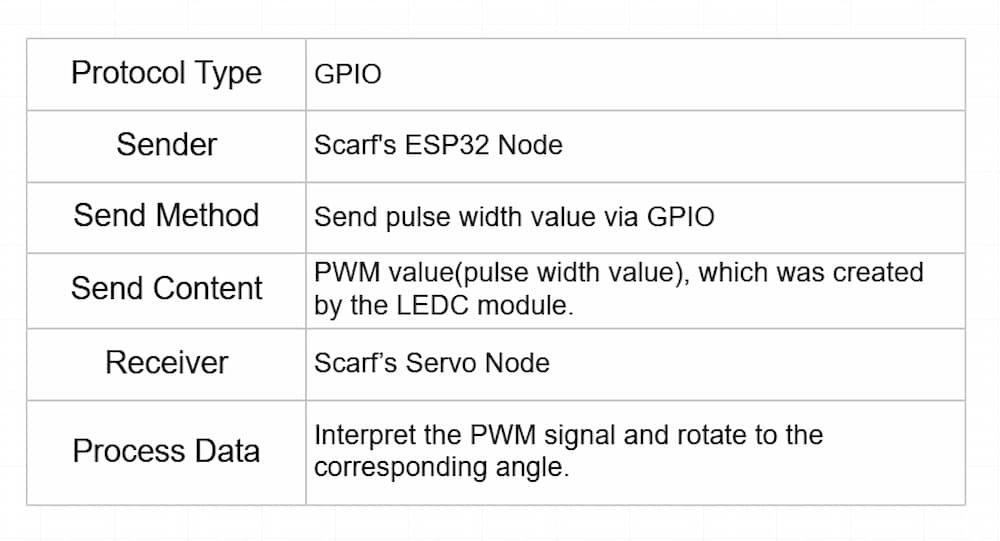 Protocol Type
GPIO
Sender
Scarf's ESP32 Node
Send Method
Send pulse width value via GPIO
Send Content
PWM value(pulse width value), which was created
by the LEDC module.
Receiver
Scarf’s Servo Node
Process Data
Interpret the PWM signal and rotate to the
corresponding angle.